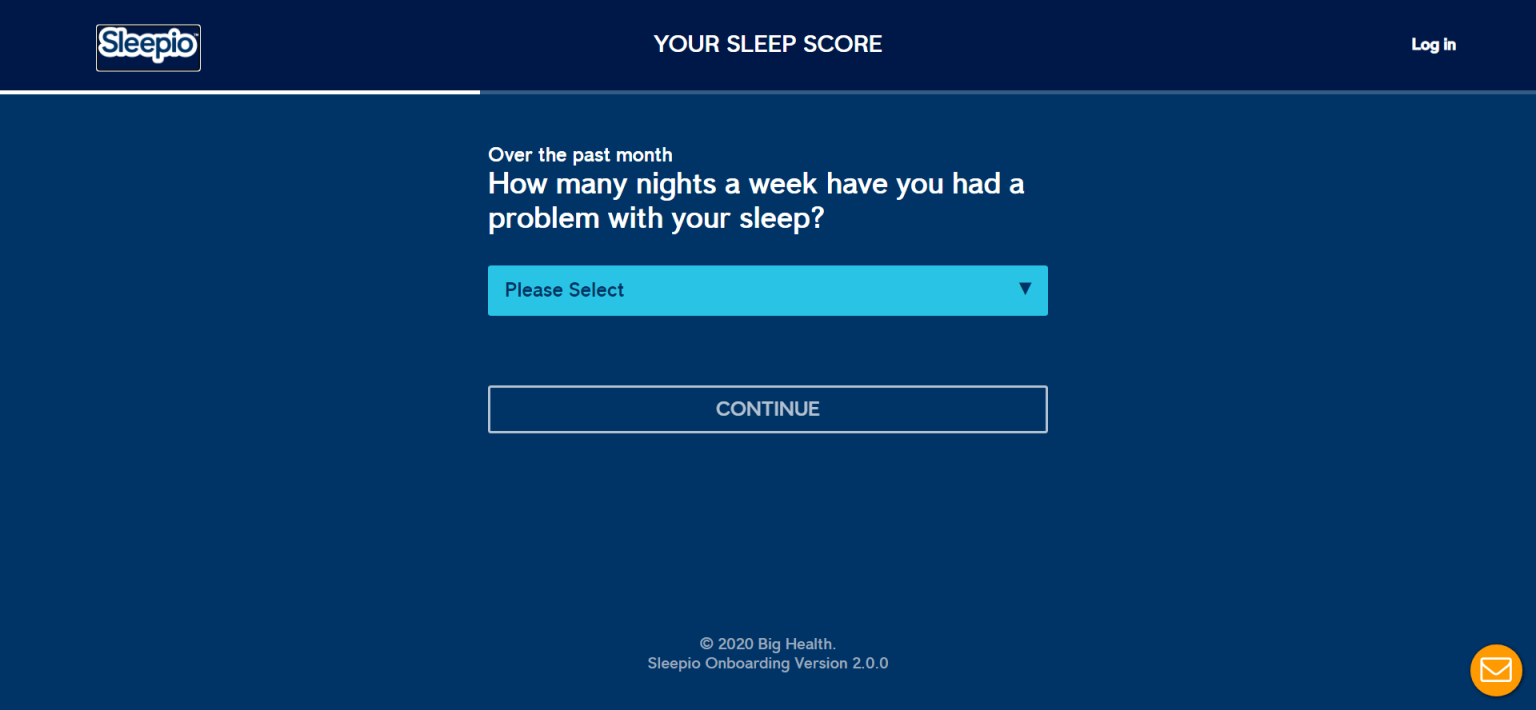 Sleepio™
YOUR SLEEP SCORE
Log in
Over the past month
How many nights a week have you had a
problem with your sleep?
Please Select
CONTINUE
© 2020 Big Health.
Sleepio Onboarding Version 2.0.0